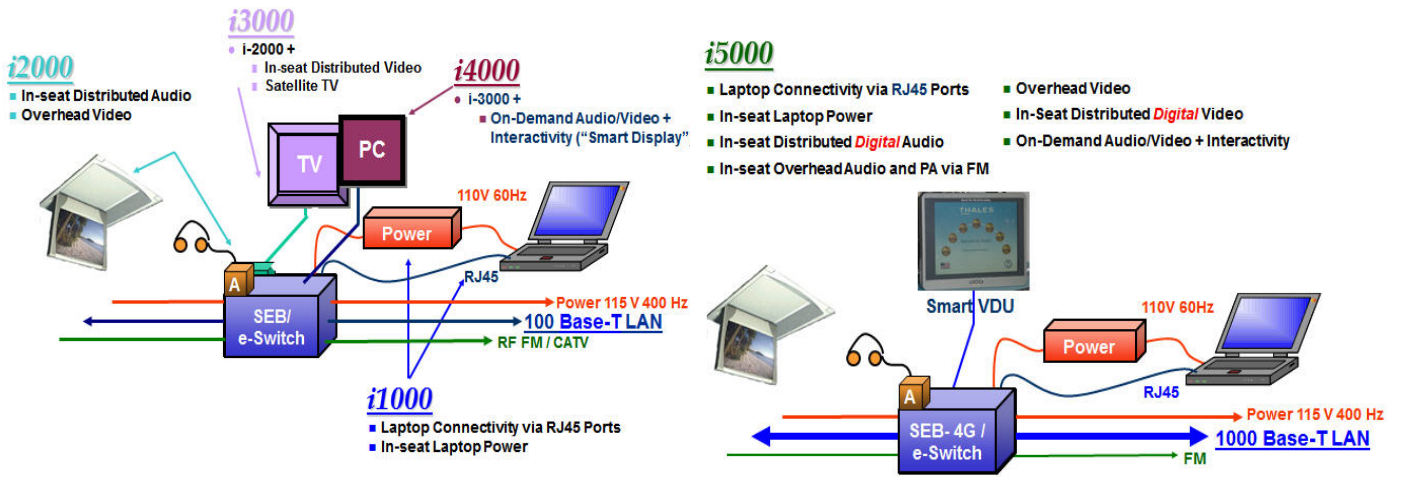 i3000
i-2000 +
In-seat Distributed Video
Satellite TV
i2000
In-seat Distributed Audio
Overhead Video
i4000
i-3000 +
On-Demand Audio/Video +
Interactivity ("Smart Display"
TV
PC
110V 60Hz
Power
RJ45
A
SEB/
e-Switch
Power 115 V 400 Hz
100 Base-T LAN
RF FM / CATV
i1000
Laptop Connectivity via RJ45 Ports
In-seat Laptop Power
i5000
Laptop Connectivity via RJ45 Ports
In-seat Laptop Power
In-seat Distributed Digital Audio
In-seat Overhead Audio and PA via FM
Overhead Video
In-Seat Distributed Digital Video
On-Demand Audio/Video + Interactivity
THALES
Smart VDU
110V 60Hz
Power
RJ45
A
SEB- 4G /
e-Switch
Power 115 V 400 Hz
1000 Base-T LAN
FM